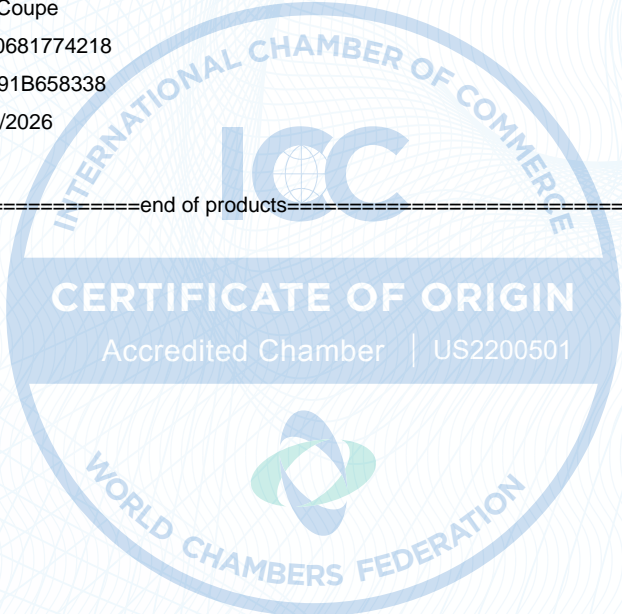 Coupe
0681774218
91B658338
/2026
============end of products===========================
INTERNATIONAL CHAMBER OF COMMERCE
ICC
CERTIFICATE OF ORIGIN
Accredited Chamber | US2200501
WORLD CHAMBERS FEDERATION